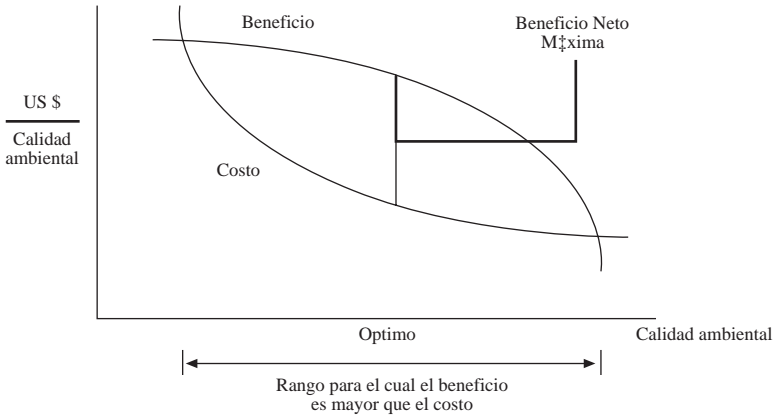 Beneficio
Beneficio Neto
M‡xima
US $
Calidad
ambiental
Costo
Optimo
Calidad ambiental
Rango para el cual el beneficio
es mayor que el costo